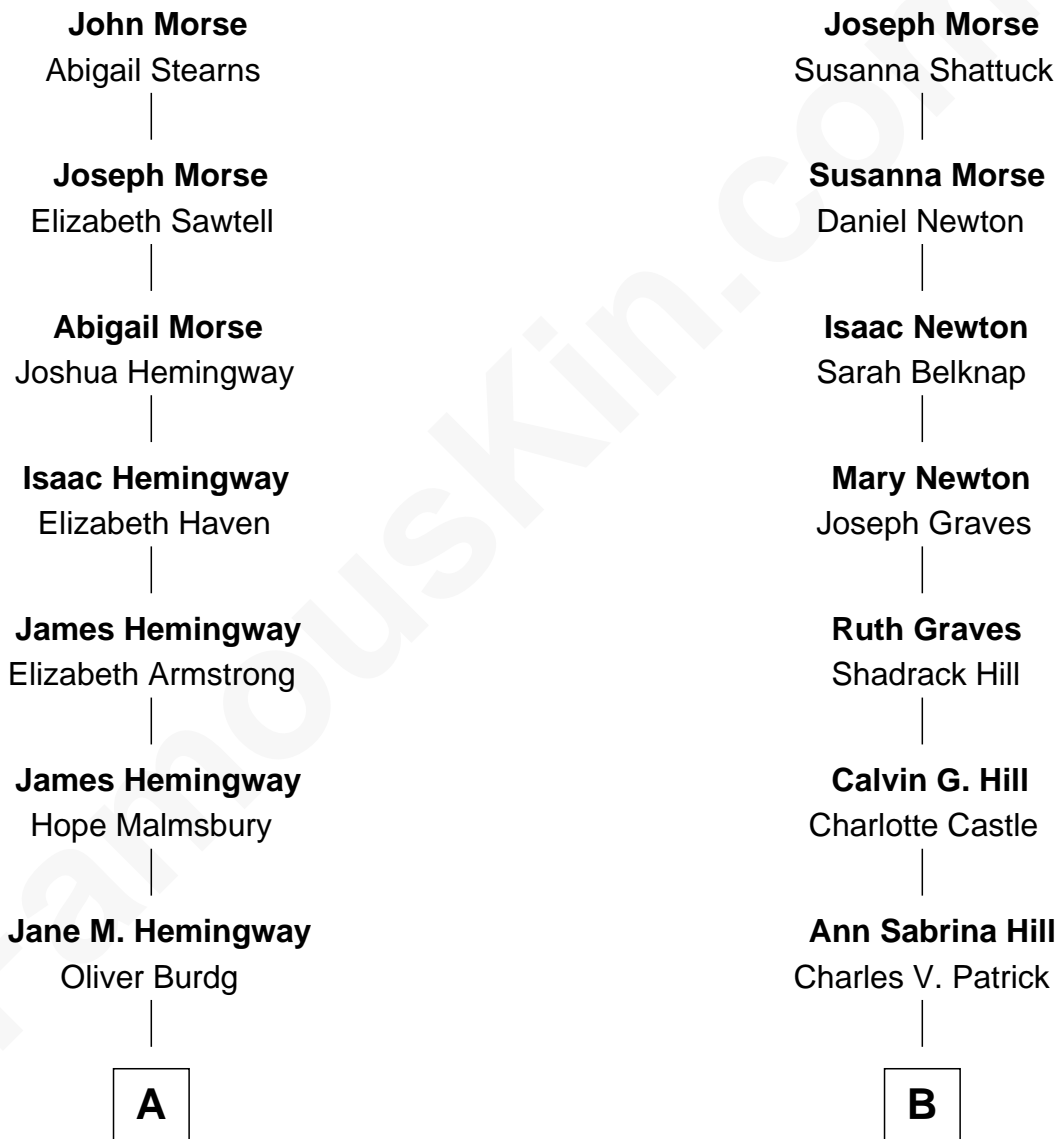 John Morse
Abigail Stearns
Joseph Morse
Elizabeth Sawtell
Abigail Morse
Joshua Hemingway
Isaac Hemingway
Elizabeth Haven
James Hemingway
Elizabeth Armstrong
James Hemingway
Hope Malmsbury
Jane M. Hemingway
Oliver Burdg
A
Joseph Morse
Susanna Shattuck
Susanna Morse
Daniel Newton
Isaac Newton
Sarah Belknap
Mary Newton
Joseph Graves
Ruth Graves
Shadrack Hill
Calvin G. Hill
Charlotte Castle
Ann Sabrina Hill
Charles V. Patrick
B
FamousKin.com